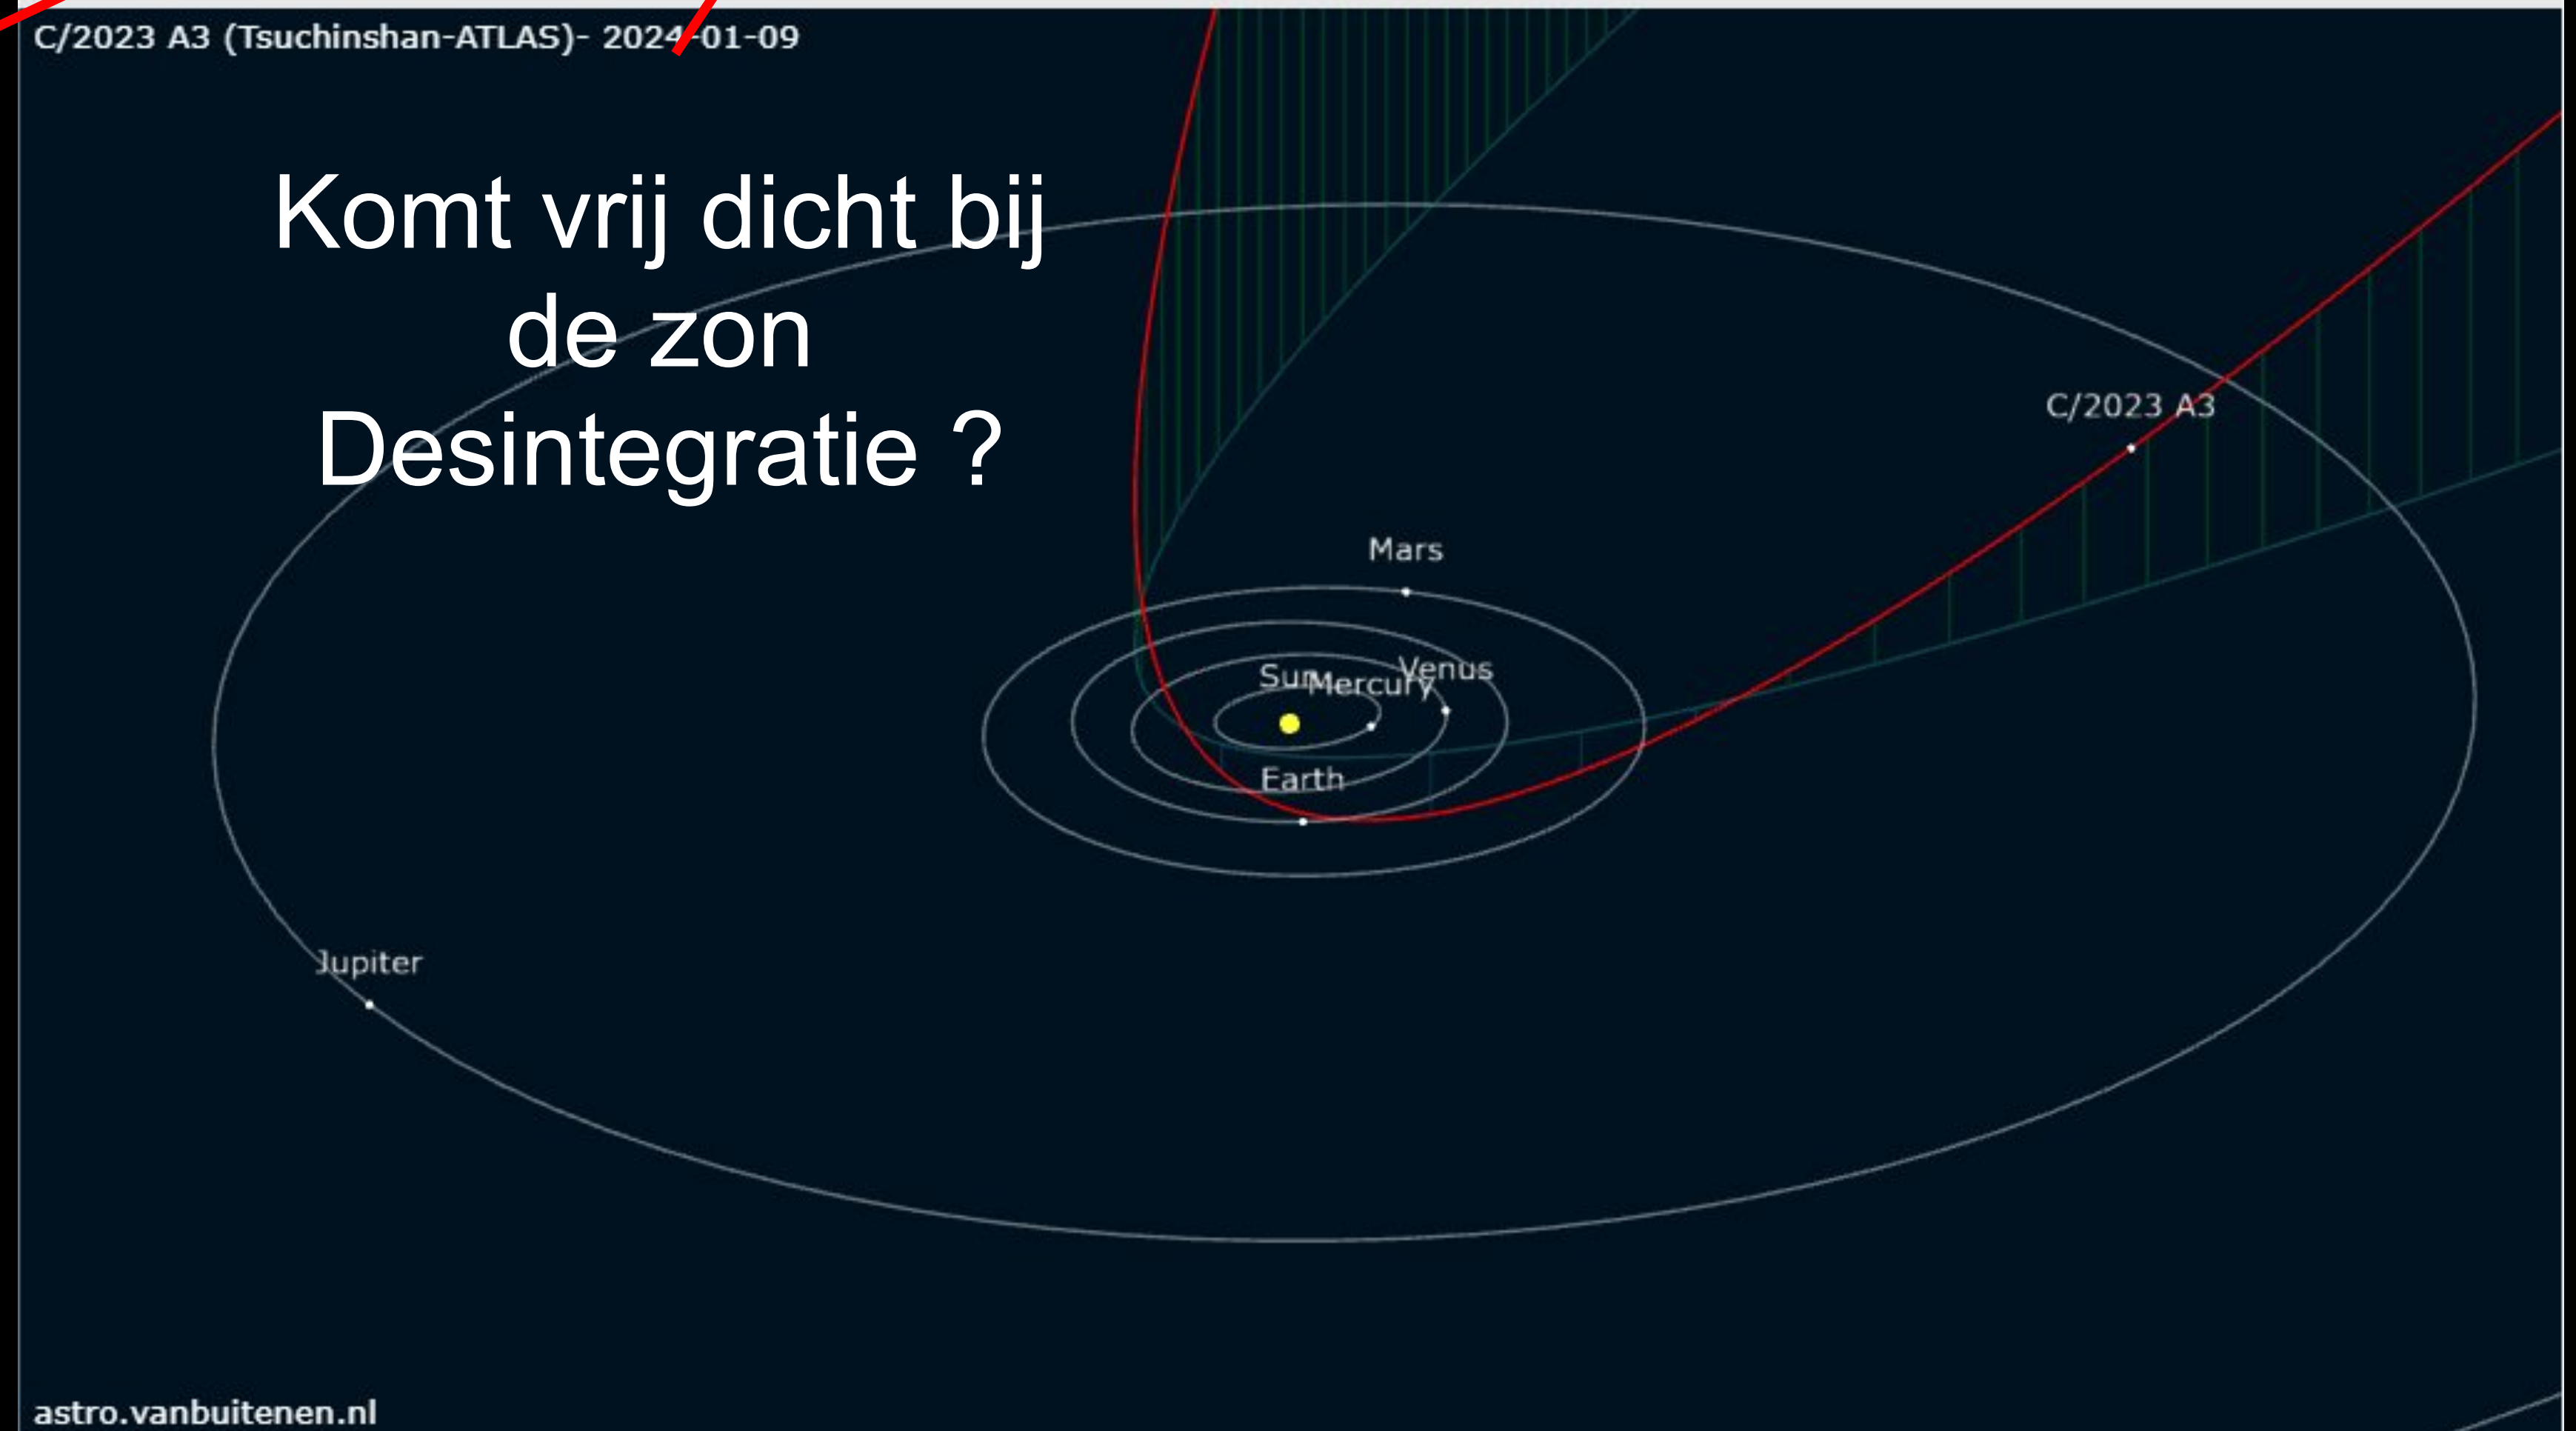 C/2023 A3 (Tsuchinshan-ATLAS)- 2024-01-09
Komt vrij dicht bij
de zon
Desintegratie ?
C/2023 A3
Mars
Sun
Mercury
Venus
Earth
Jupiter
astro.vanbuitenen.nl